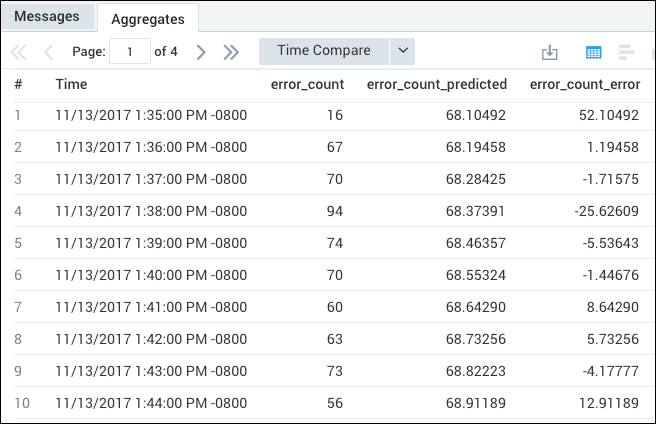 Messages Aggregates
Page: 1 of 4 Time Compare
# Time error_count error_count_predicted error_count_error
1 11/13/2017 1:35:00 PM -0800 16 68.10492 52.10492
2 11/13/2017 1:36:00 PM -0800 67 68.19458 1.19458
3 11/13/2017 1:37:00 PM -0800 70 68.28425 -1.71575
4 11/13/2017 1:38:00 PM -0800 94 68.37391 -25.62609
5 11/13/2017 1:39:00 PM -0800 74 68.46357 -5.53643
6 11/13/2017 1:40:00 PM -0800 70 68.55324 -1.44676
7 11/13/2017 1:41:00 PM -0800 60 68.64290 8.64290
8 11/13/2017 1:42:00 PM -0800 63 68.73256 5.73256
9 11/13/2017 1:43:00 PM -0800 73 68.82223 -4.17777
10 11/13/2017 1:44:00 PM -0800 56 68.91189 12.91189